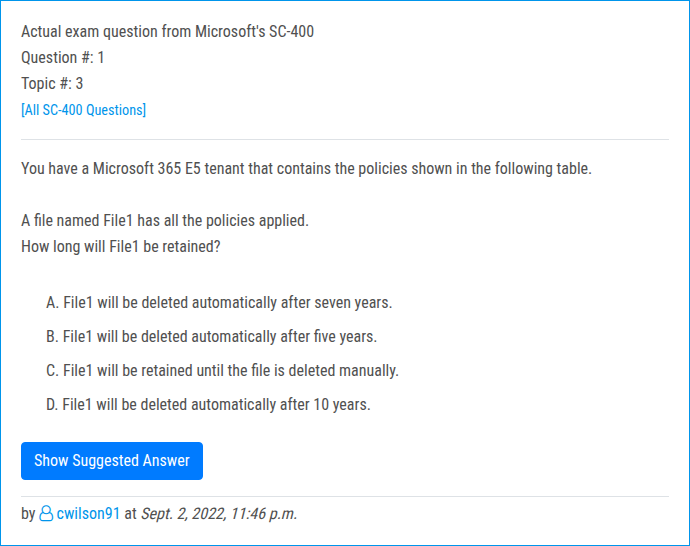 Actual exam question from Microsoft's SC-400
Question #: 1
Topic #: 3
[All SC-400 Questions]
You have a Microsoft 365 E5 tenant that contains the policies shown in the following table.
A file named File1 has all the policies applied.
How long will File1 be retained?
A. File1 will be deleted automatically after seven years.
B. File1 will be deleted automatically after five years.
C. File1 will be retained until the file is deleted manually.
D. File1 will be deleted automatically after 10 years.
Show Suggested Answer
by cwilson91 at Sept. 2, 2022, 11:46 p.m.